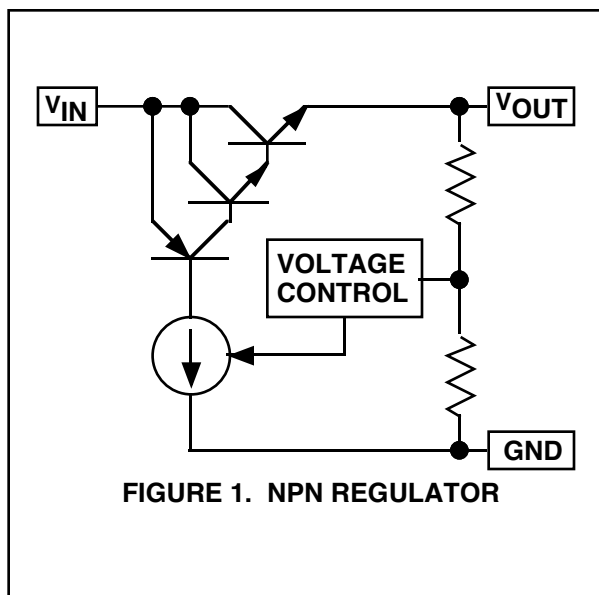 VIN
VOUT
VOLTAGE
CONTROL
GND
FIGURE 1. NPN REGULATOR